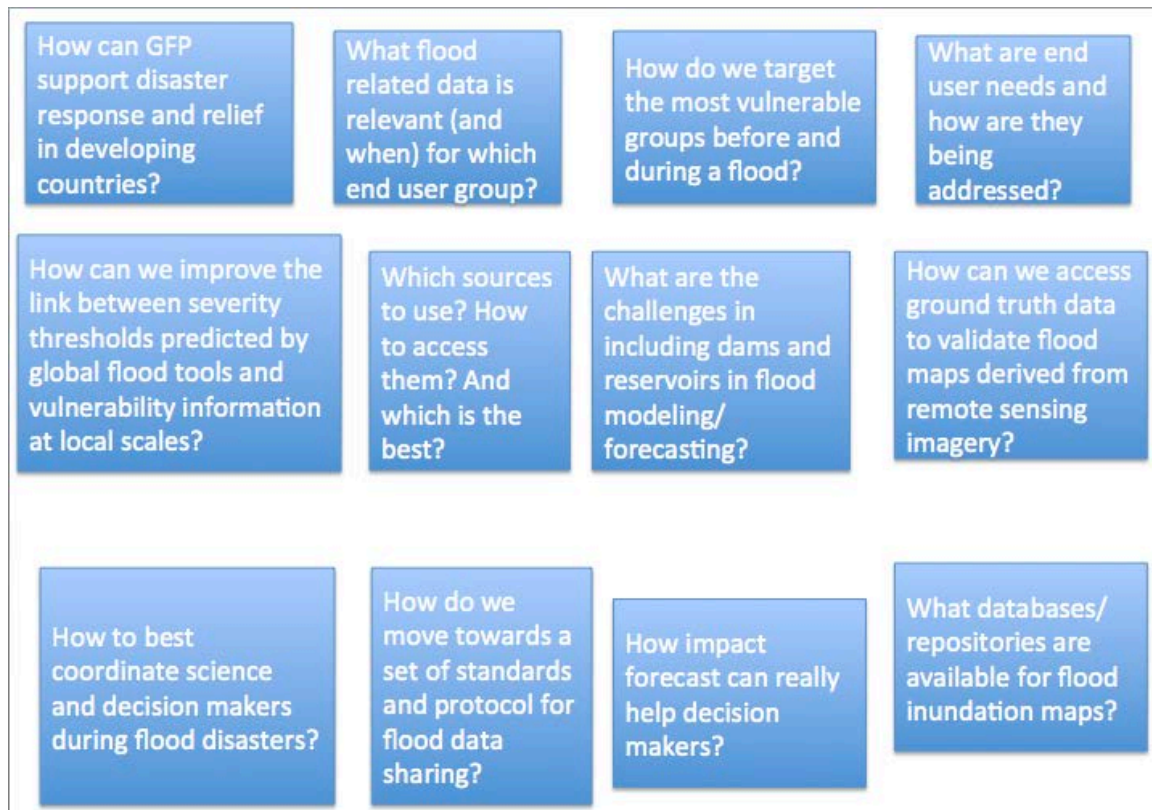 How can GFP
support disaster
response and relief
in developing
countries?
What flood
related data is
relevant (and
when) for which
end user group?
How do we target
the most vulnerable
groups before and
during a flood?
What are end
user needs and
how are they
being
addressed?
How can we improve the
link between severity
thresholds predicted by
global flood tools and
vulnerability information
at local scales?
Which sources
to use? How
to access
them? And
which is the
best?
What are the
challenges in
including dams and
reservoirs in flood
modeling/
forecasting?
How can we access
ground truth data
to validate flood
maps derived from
remote sensing
imagery?
How to best
coordinate science
and decision makers
during flood disasters?
How do we
move towards a
set of standards
and protocol for
flood data
sharing?
How impact
forecast can really
help decision
makers?
What databases/
repositories are
available for flood
inundation maps?